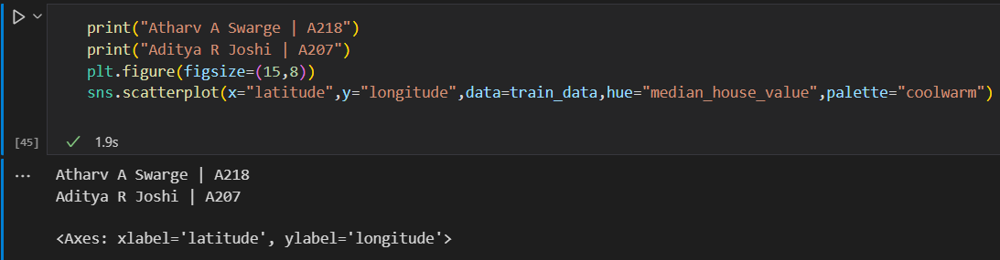 print("Atharv A Swarge | A218")
print("Aditya R Joshi | A207")
plt.figure(figsize=(15,8))
sns.scatterplot(x="latitude",y="longitude",data=train_data,hue="median_house_value",palette="coolwarm")
[45] 1.9s
... Atharv A Swarge | A218
Aditya R Joshi | A207
<Axes: xlabel='latitude', ylabel='longitude'>